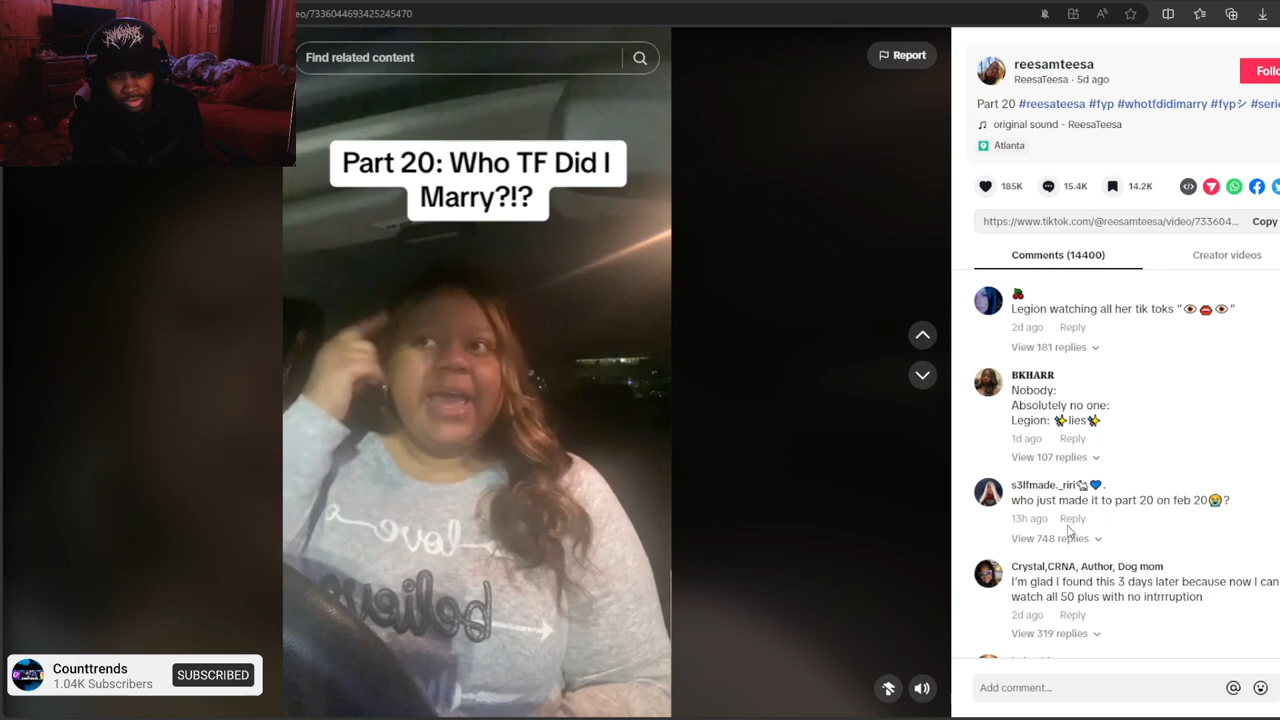 eo/7336044693425245470
Find related content
Report
Part 20: Who TF Did I
Marry?!?
love
believe
Counttrends
1.04K Subscribers
SUBSCRIBED
reesamteesa
ReesaTeesa · 5d ago
Follo
Part 20 #reesateesa #fyp #whotfdidimarry #fypシ #serie
original sound - ReesaTeesa
Atlanta
185K
15.4K
14.2K
https://www.tiktok.com/@reesamteesa/video/733604...
Copy
Comments (14400)
Creator videos
🍒
Legion watching all her tik toks "👁️👄👁️"
2d ago
Reply
View 181 replies
𝐁𝐊𝐇𝐀𝐑𝐑
Nobody:
Absolutely no one:
Legion: ✨lies✨
1d ago
Reply
View 107 replies
s3lfmade._riri🐑💙.
who just made it to part 20 on feb 20😭?
13h ago
Reply
View 748 replies
Crystal,CRNA, Author, Dog mom
I'm glad I found this 3 days later because now I can
watch all 50 plus with no intrrruption
2d ago
Reply
View 319 replies
Add comment...